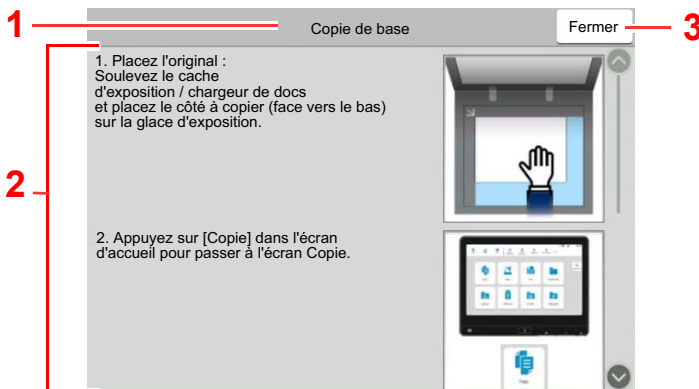 1
Copie de base
Fermer
3
2
1. Placez l'original :
Soulevez le cache
d'exposition / chargeur de docs
et placez le côté à copier (face vers le bas)
sur la glace d'exposition.
2. Appuyez sur [Copie] dans l'écran
d'accueil pour passer à l'écran Copie.